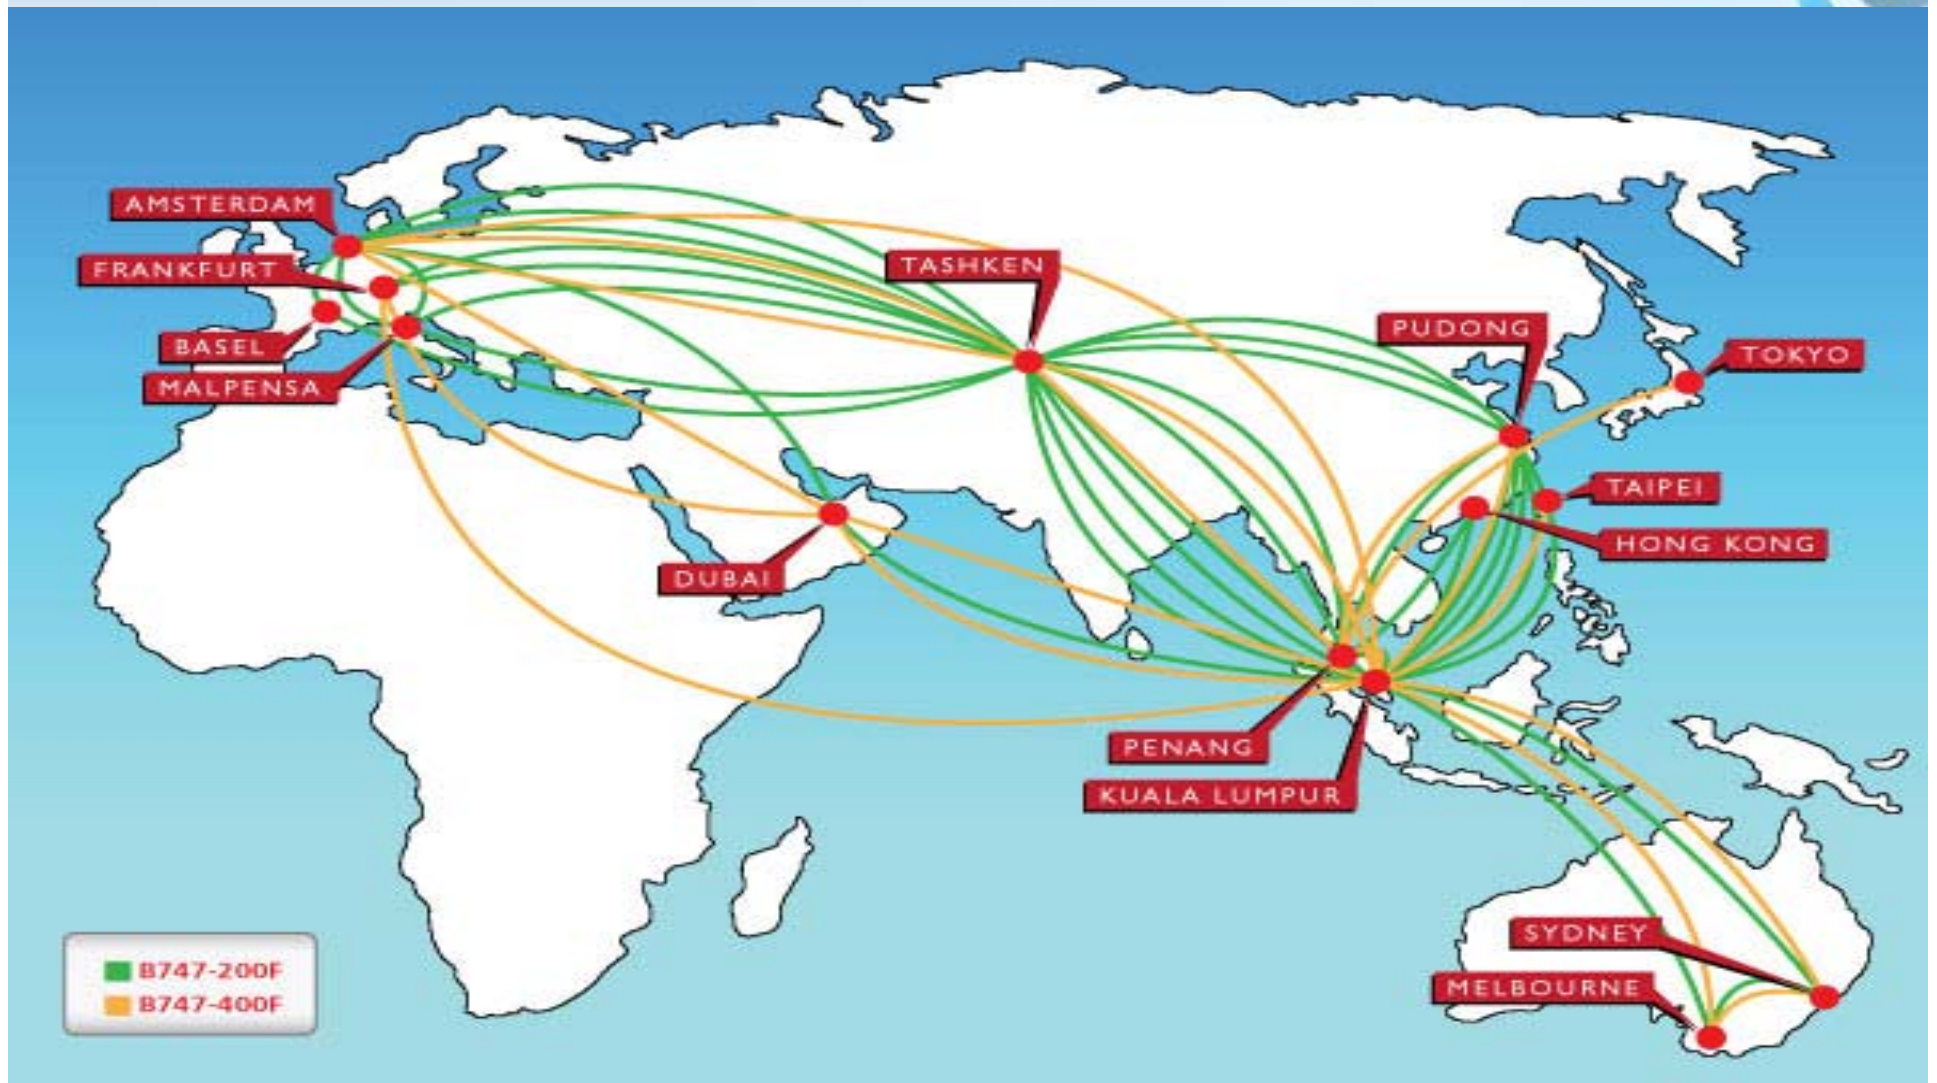 AMSTERDAM
FRANKFURT
TASHKEN
PUDONG
BASEL
TOKYO
MALPENSA
TAIPEI
HONG KONG
DUBAI
PENANG
KUALA LUMPUR
SYDNEY
MELBOURNE
B747-200F
B747-400F